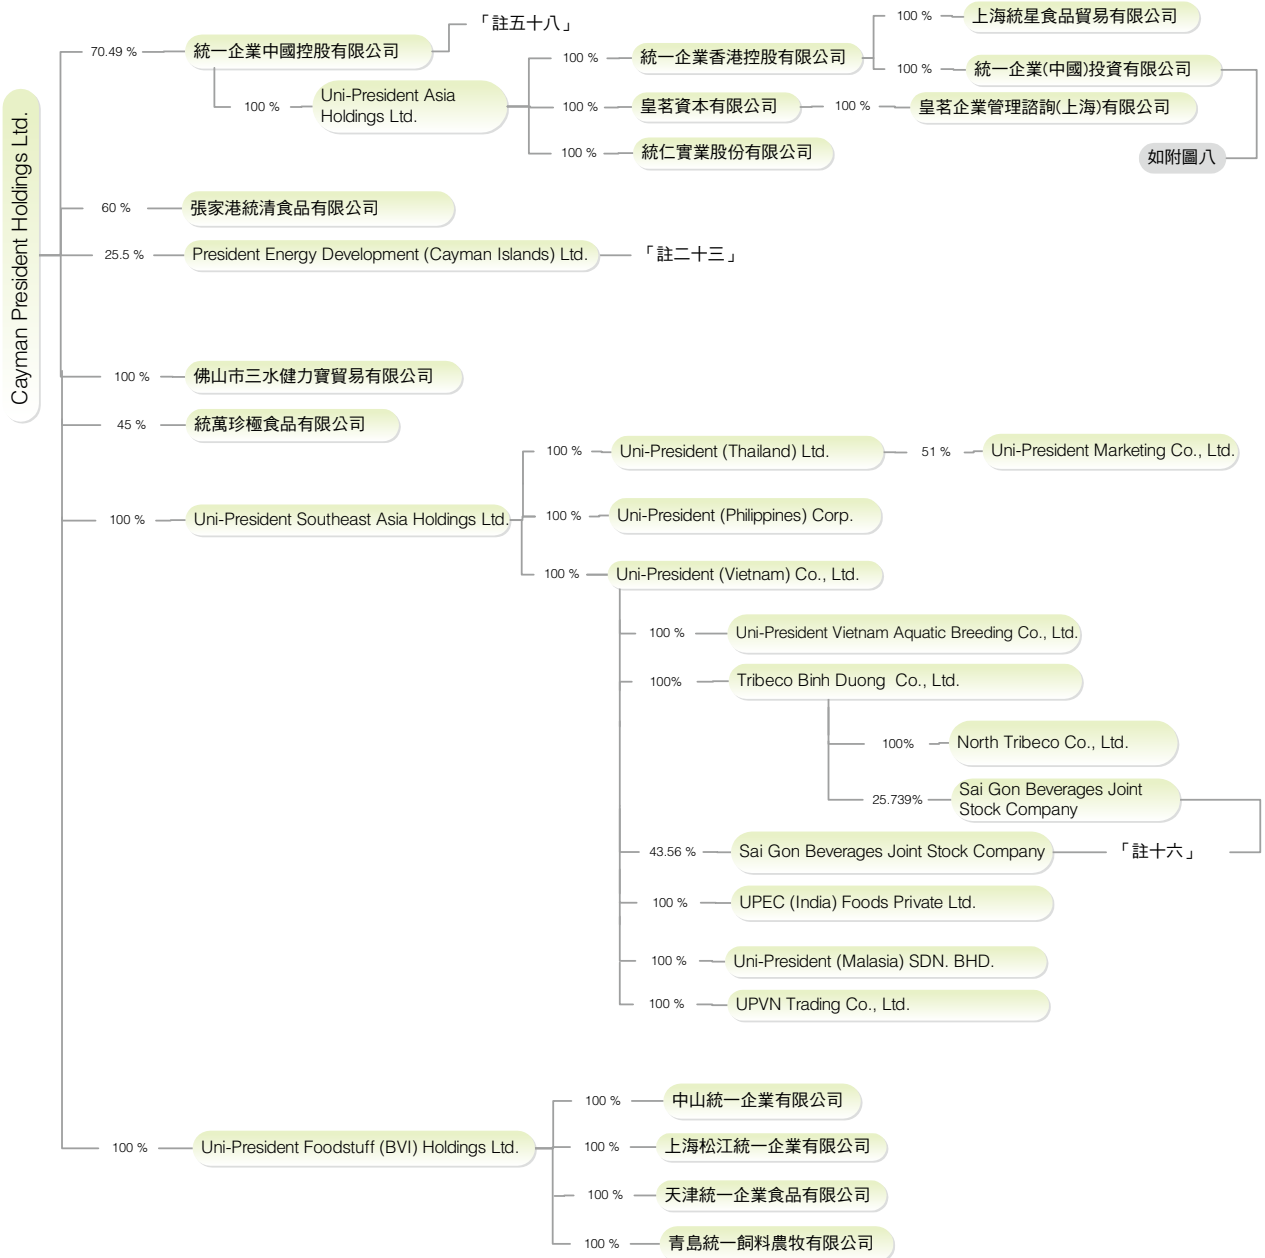 Cayman President Holdings Ltd.
70.49 %
統一企業中國控股有限公司
「註五十八」
100 %
Uni-President Asia
Holdings Ltd.
100 %
統一企業香港控股有限公司
100 %
上海統星食品貿易有限公司
100 %
統一企業(中國)投資有限公司
如附圖八
100 %
皇茗資本有限公司
100 %
皇茗企業管理諮詢(上海)有限公司
100 %
統仁實業股份有限公司
60 %
張家港統清食品有限公司
25.5 %
President Energy Development (Cayman Islands) Ltd.
「註二十三」
100 %
佛山市三水健力寶貿易有限公司
45 %
統萬珍極食品有限公司
100 %
Uni-President Southeast Asia Holdings Ltd.
100 %
Uni-President (Thailand) Ltd.
51 %
Uni-President Marketing Co., Ltd.
100 %
Uni-President (Philippines) Corp.
100 %
Uni-President (Vietnam) Co., Ltd.
100 %
Uni-President Vietnam Aquatic Breeding Co., Ltd.
100%
Tribeco Binh Duong Co., Ltd.
100%
North Tribeco Co., Ltd.
25.739%
Sai Gon Beverages Joint
Stock Company
43.56 %
Sai Gon Beverages Joint Stock Company
「註十六」
100 %
UPEC (India) Foods Private Ltd.
100 %
Uni-President (Malasia) SDN. BHD.
100 %
UPVN Trading Co., Ltd.
100 %
Uni-President Foodstuff (BVI) Holdings Ltd.
100 %
中山統一企業有限公司
100 %
上海松江統一企業有限公司
100 %
天津統一企業食品有限公司
100 %
青島統一飼料農牧有限公司